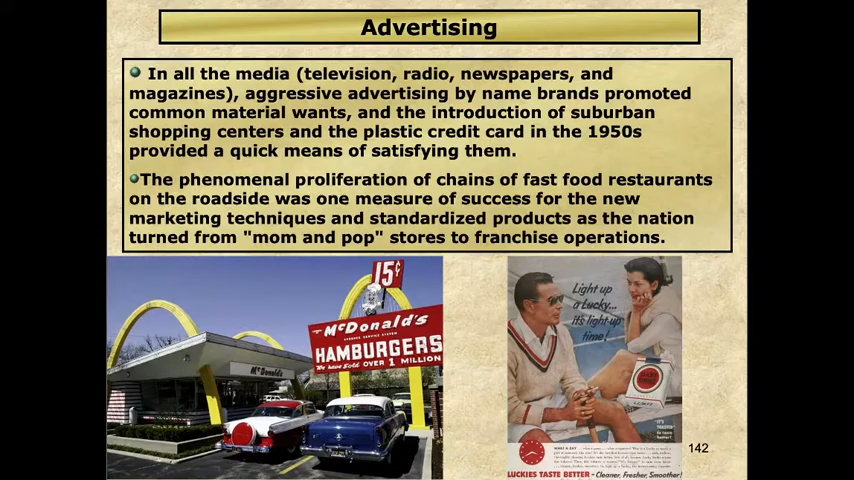 Advertising
In all the media (television, radio, newspapers, and
magazines), aggressive advertising by name brands promoted
common material wants, and the introduction of suburban
shopping centers and the plastic credit card in the 1950s
provided a quick means of satisfying them.
The phenomenal proliferation of chains of fast food restaurants
on the roadside was one measure of success for the new
marketing techniques and standardized products as the nation
turned from "mom and pop" stores to franchise operations.
15¢
McDonald's
HAMBURGERS
We have Sold OVER 1 MILLION
McDonald's
Light up
a Lucky...
it's light-up
time!
LUCKIES TASTE BETTER - Cleaner, Fresher, Smoother!
142